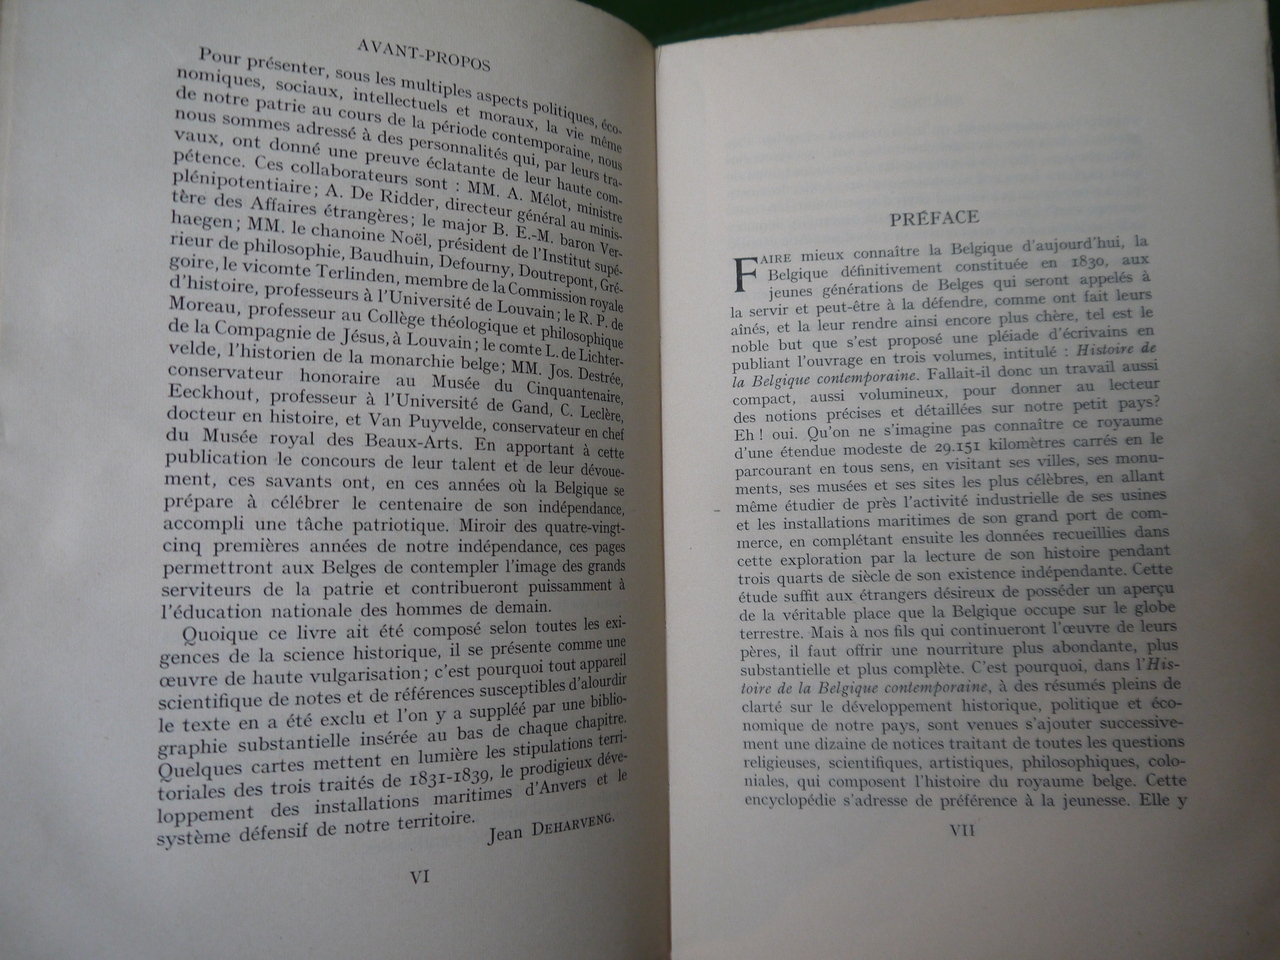 AVANT-PROPOS
Pour présenter, sous les multiples aspects politiques, éco-
nomiques, sociaux, intellectuels et moraux, la vie même
de notre patrie au cours de la période contemporaine, nous
nous sommes adressé à des personnalités qui, par leurs tra-
vaux, ont donné une preuve éclatante de leur haute com-
pétence. Ces collaborateurs sont : MM. A. Mélot, ministre
plénipotentiaire; A. De Ridder, directeur général au minis-
tère des Affaires étrangères; le major B. E.-M. baron Ver-
haegen; MM. le chanoine Noël, président de l'Institut supé-
rieur de philosophie, Baudhuin, Defourny, Doutrepont, Gré-
goire, le vicomte Terlinden, membre de la Commission royale
d'histoire, professeurs à l'Université de Louvain; le R. P. de
Moreau, professeur au Collège théologique et philosophique
de la Compagnie de Jésus, à Louvain; le comte L. de Lichter-
velde, l'historien de la monarchie belge; MM. Jos. Destrée,
conservateur honoraire au Musée du Cinquantenaire,
Eeckhout, professeur à l'Université de Gand, C. Leclère,
docteur en histoire, et Van Puyvelde, conservateur en chef
du Musée royal des Beaux-Arts. En apportant à cette
publication le concours de leur talent et de leur dévoue-
ment, ces savants ont, en ces années où la Belgique se
prépare à célébrer le centenaire de son indépendance,
accompli une tâche patriotique. Miroir des quatre-vingt-
cinq premières années de notre indépendance, ces pages
permettront aux Belges de contempler l'image des grands
serviteurs de la patrie et contribueront puissamment à
l'éducation nationale des hommes de demain.
Quoique ce livre ait été composé selon toutes les exi-
gences de la science historique, il se présente comme une
œuvre de haute vulgarisation; c'est pourquoi tout appareil
scientifique de notes et de références susceptibles d'alourdir
le texte en a été exclu et l'on y a suppléé par une biblio-
graphie substantielle insérée au bas de chaque chapitre.
Quelques cartes mettent en lumière les stipulations terri-
toriales des trois traités de 1831-1839, le prodigieux déve-
loppement des installations maritimes d'Anvers et le
système défensif de notre territoire.
Jean DEHARVENG.
VI
PRÉFACE
FAIRE mieux connaître la Belgique d'aujourd'hui, la
Belgique définitivement constituée en 1830, aux
jeunes générations de Belges qui seront appelés à
la servir et peut-être à la défendre, comme ont fait leurs
aînés, et la leur rendre ainsi encore plus chère, tel est le
noble but que s'est proposé une pléiade d'écrivains en
publiant l'ouvrage en trois volumes, intitulé : Histoire de
la Belgique contemporaine. Fallait-il donc un travail aussi
compact, aussi volumineux, pour donner au lecteur
des notions précises et détaillées sur notre petit pays?
Eh ! oui. Qu'on ne s'imagine pas connaître ce royaume
d'une étendue modeste de 29.151 kilomètres carrés en le
parcourant en tous sens, en visitant ses villes, ses monu-
ments, ses musées et ses sites les plus célèbres, en allant
même étudier de près l'activité industrielle de ses usines
et les installations maritimes de son grand port de com-
merce, en complétant ensuite les données recueillies dans
cette exploration par la lecture de son histoire pendant
trois quarts de siècle de son existence indépendante. Cette
étude suffit aux étrangers désireux de posséder un aperçu
de la véritable place que la Belgique occupe sur le globe
terrestre. Mais à nos fils qui continueront l'œuvre de leurs
pères, il faut offrir une nourriture plus abondante, plus
substantielle et plus complète. C'est pourquoi, dans l'His-
toire de la Belgique contemporaine, à des résumés pleins de
clarté sur le développement historique, politique et éco-
nomique de notre pays, sont venues s'ajouter successive-
ment une dizaine de notices traitant de toutes les questions
religieuses, scientifiques, artistiques, philosophiques, colo-
niales, qui composent l'histoire du royaume belge. Cette
encyclopédie s'adresse de préférence à la jeunesse. Elle y
VII